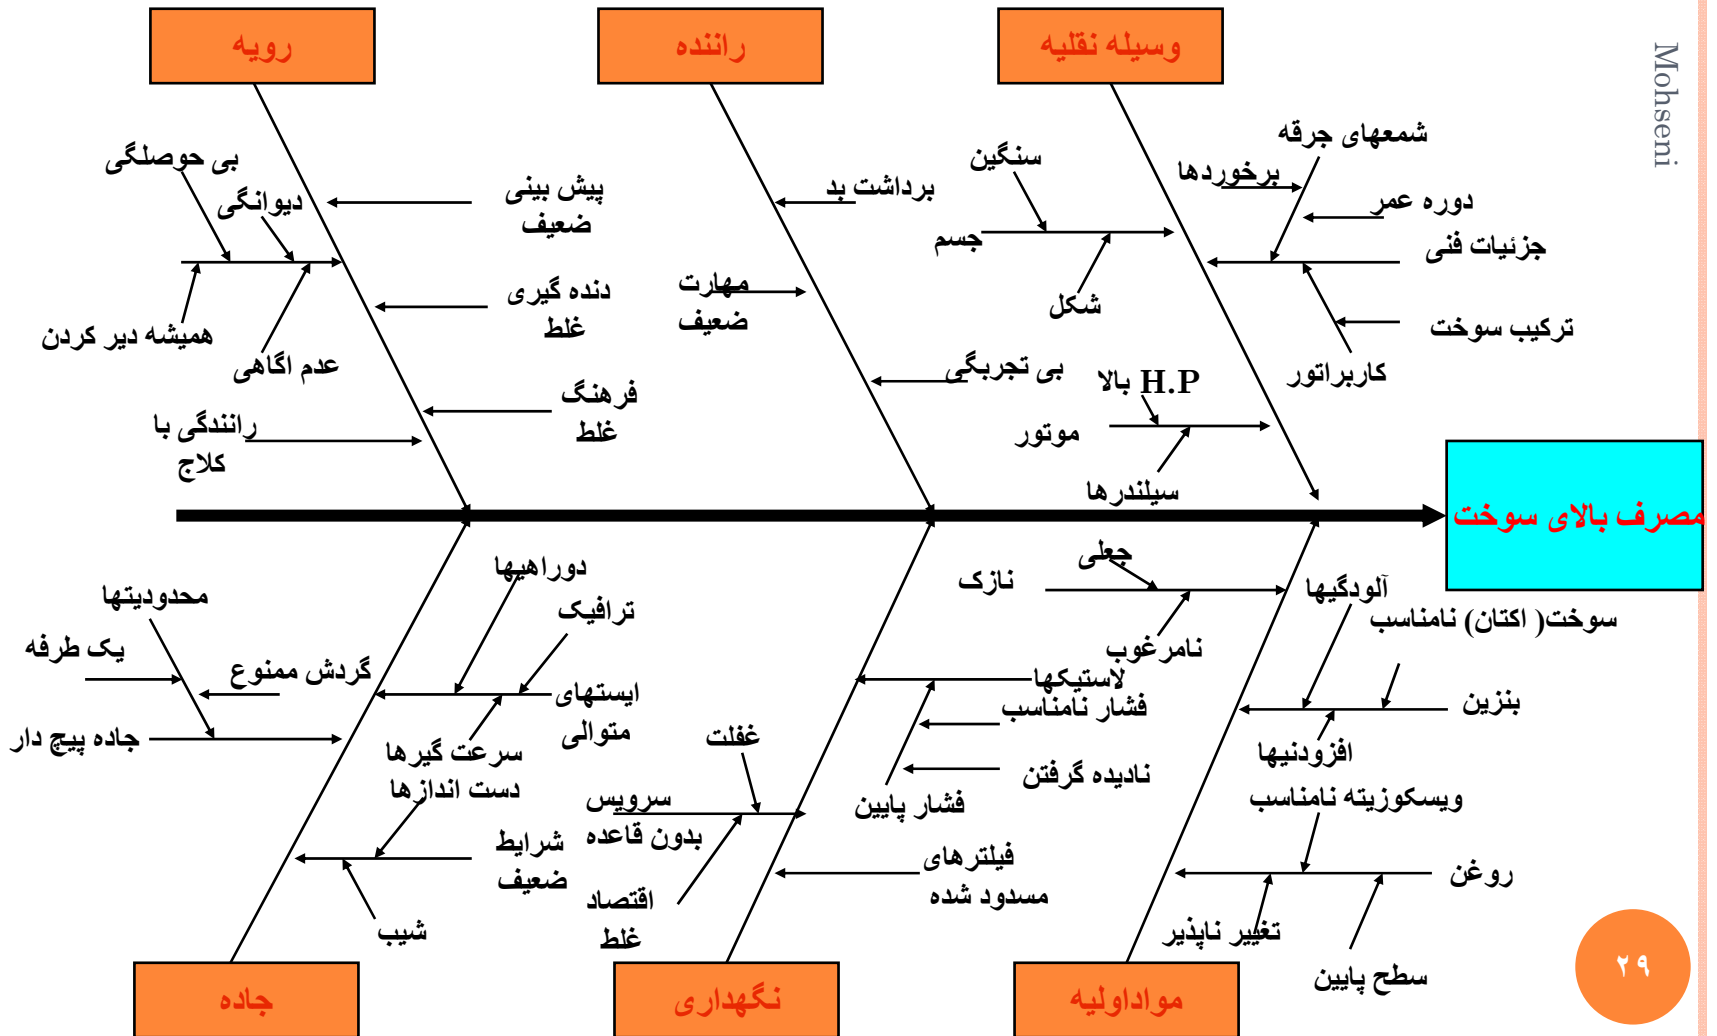 Mohseni
وسیله نقلیه
راننده
رویه
شمعهای جرقه
برخوردها
دوره عمر
جزئیات فنی
ترکیب سوخت
کاربراتور
سنگین
جسم
شکل
H.P بالا
موتور
سیلندرها
برداشت بد
مهارت
ضعیف
بی تجربگی
بی حوصلگی
دیوانگی
پیش بینی
ضعیف
دنده گیری
غلط
همیشه دیر کردن
عدم اگاهی
فرهنگ
غلط
رانندگی با
کلاج
مصرف بالای سوخت
جعلی
نازک
نامرغوب
آلودگیها
سوخت( اکتان) نامناسب
بنزین
افزودنیها
ویسکوزیته نامناسب
روغن
تغییر ناپذیر
سطح پایین
لاستیکها
فشار نامناسب
نادیده گرفتن
فشار پایین
غفلت
سرویس
بدون قاعده
اقتصاد
غلط
فیلترهای
مسدود شده
دوراهیها
ترافیک
ایستهای
متوالی
سرعت گیرها
محدودیتها
یک طرفه
گردش ممنوع
جاده پیچ دار
دست اندازها
شرایط
ضعیف
شیب
مواداولیه
نگهداری
جاده
۲۹